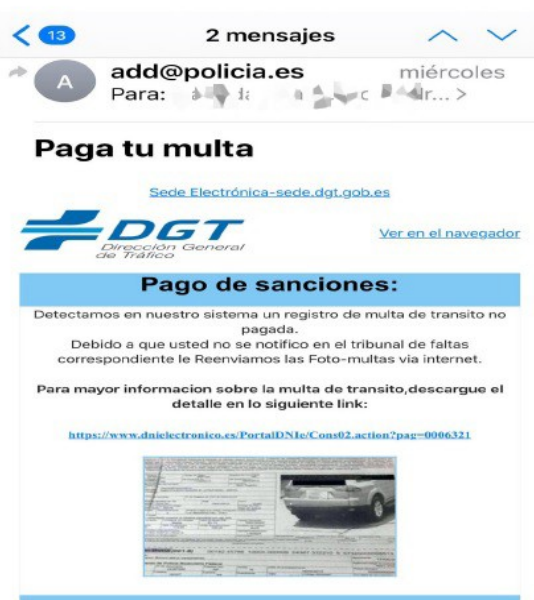 13
2 mensajes
A
add@policia.es
miércoles
Para:
Paga tu multa
Sede Electrónica-sede.dgt.gob.es
DGT
Dirección General
de Tráfico
Ver en el navegador
Pago de sanciones:
Detectamos en nuestro sistema un registro de multa de transito no
pagada.
Debido a que usted no se notifico en el tribunal de faltas
correspondiente le Reenviamos las Foto-multas via internet.
Para mayor informacion sobre la multa de transito,descargue el
detalle en lo siguiente link:
https://www.dnielectronico.es/PortalDNIe/Cons02.action?pag=0006321